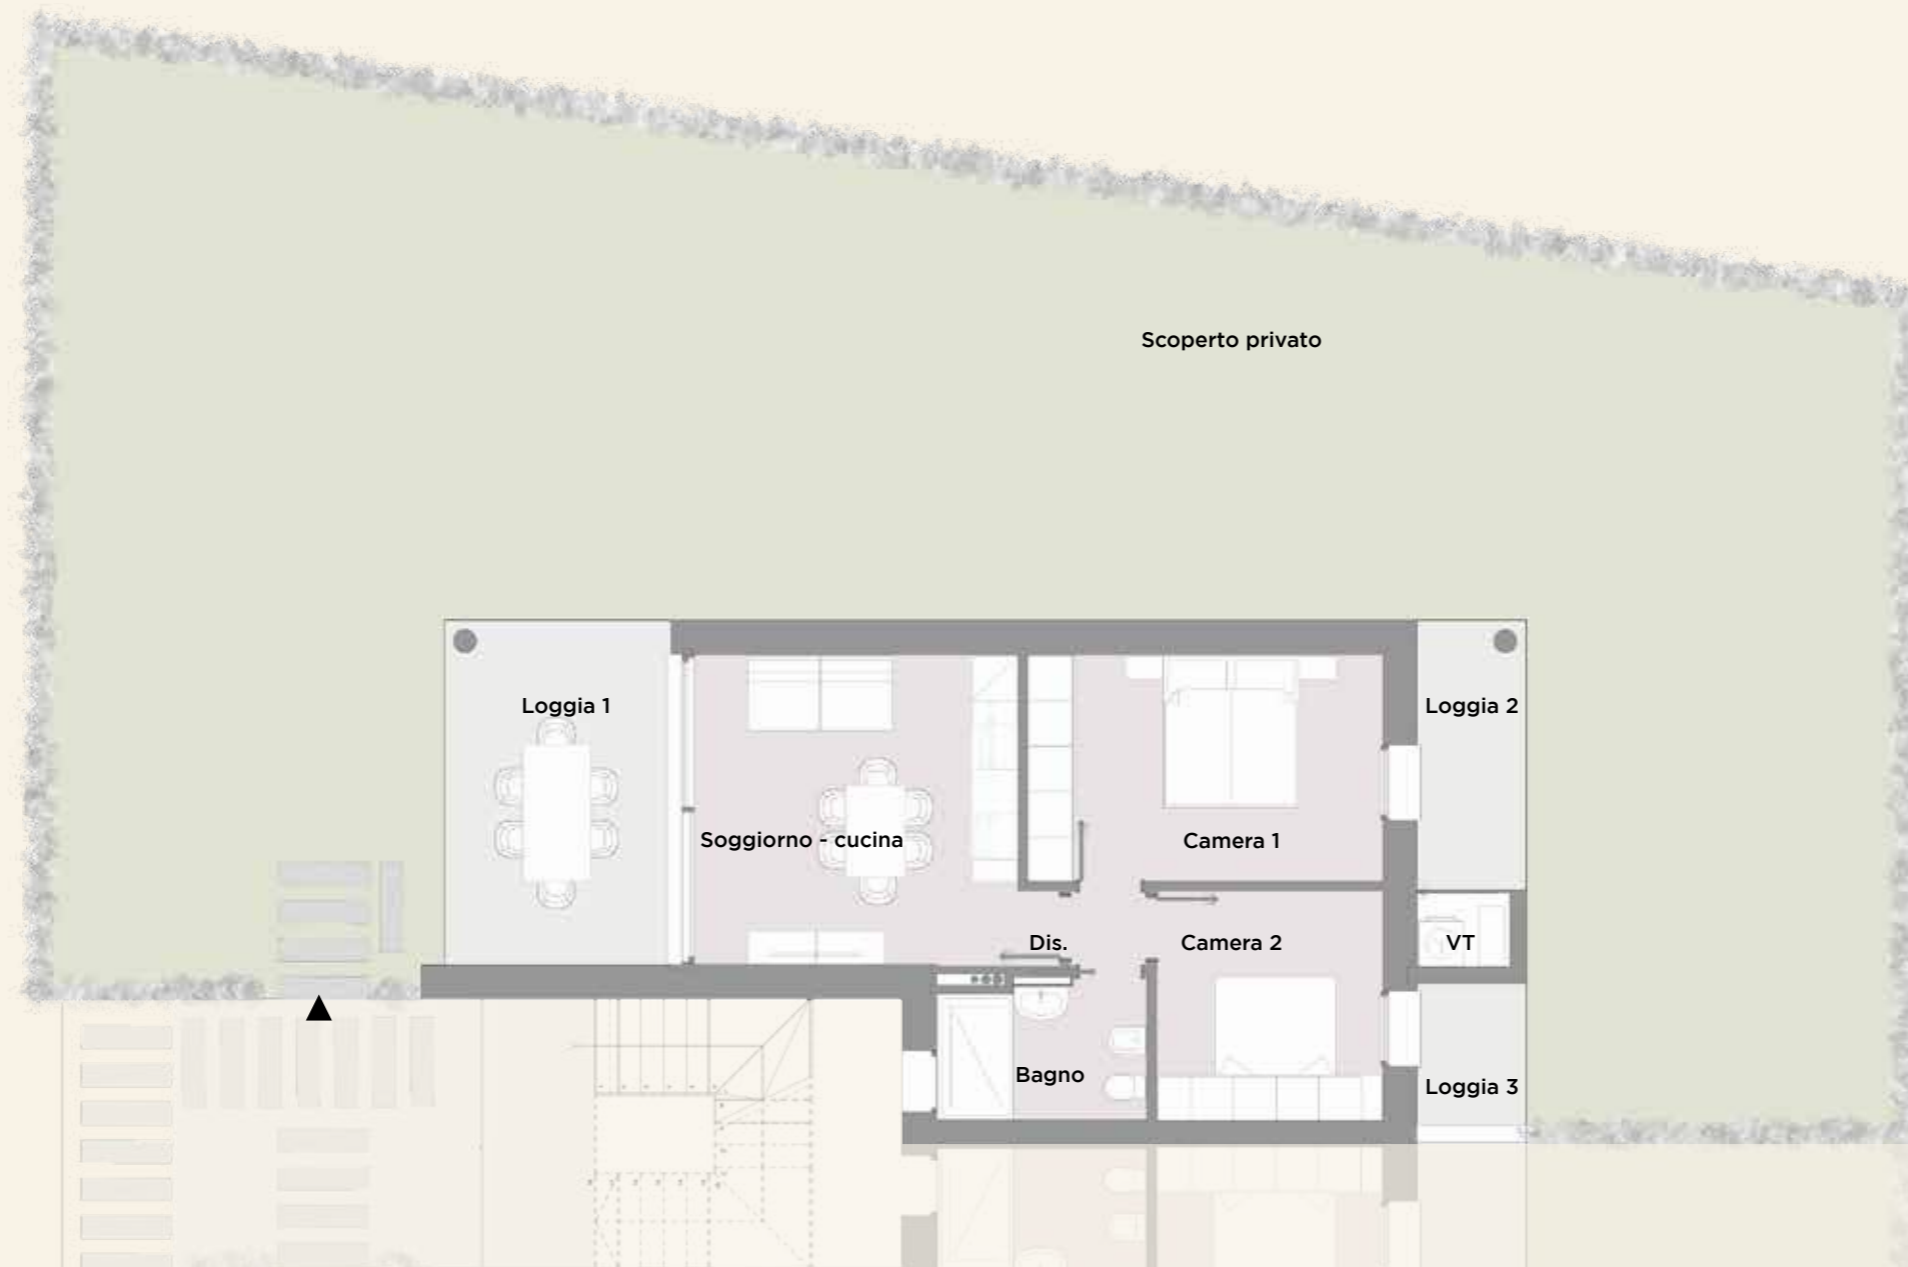 Scoperto privato
Loggia 1
Loggia 2
Soggiorno - cucina
Camera 1
Dis.
Camera 2
VT
Bagno
Loggia 3